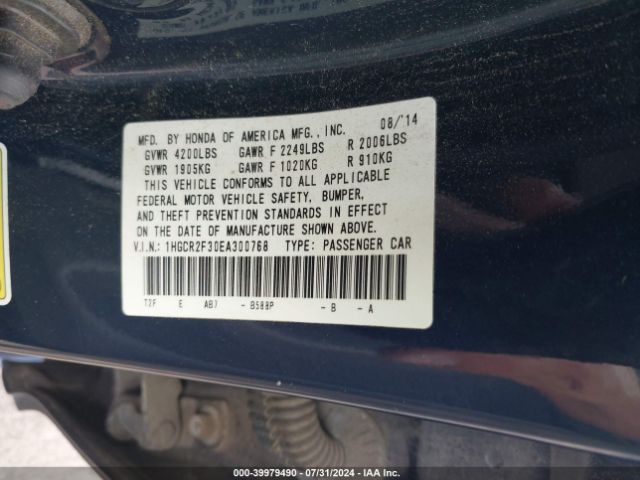 08/'14
MFD. BY HONDA OF AMERICA MFG., INC.
GVWR 4200LBS GAWR F 2249LBS R 2006LBS
GVWR 1905KG GAWR F 1020KG R 910KG
THIS VEHICLE CONFORMS TO ALL APPLICABLE
FEDERAL MOTOR VEHICLE SAFETY, BUMPER,
AND THEFT PREVENTION STANDARDS IN EFFECT
ON THE DATE OF MANUFACTURE SHOWN ABOVE.
V.I.N.: 1HGCR2F30EA300768 TYPE: PASSENGER CAR
T2F E AB7 - B588P - B - A
000-39979490 - 07/31/2024 - IAA Inc.